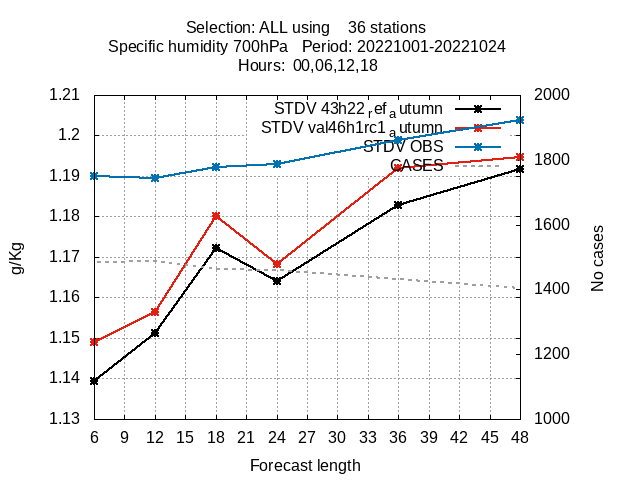 Selection: ALL using    36 stations
Specific humidity 700hPa   Period: 20221001-20221024
Hours:  00,06,12,18
STDV 43h22_ref_autumn
STDV val46h1rc1_autumn
STDV OBS
CASES
1.21
1.2
1.19
1.18
1.17
1.16
1.15
1.14
1.13
g/Kg
2000
1800
1600
1400
1200
1000
No cases
6 9 12 15 18 21 24 27 30 33 36 39 42 45 48
Forecast length